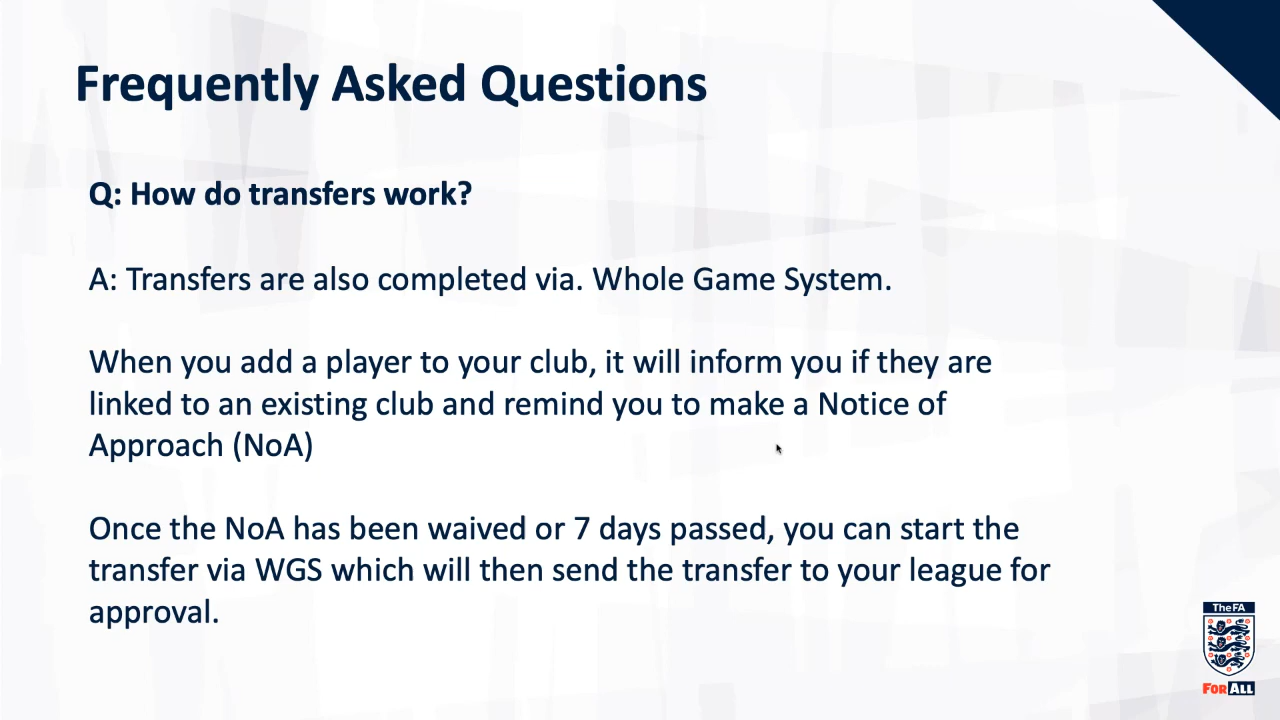 Frequently Asked Questions
Q: How do transfers work?
A: Transfers are also completed via. Whole Game System.
When you add a player to your club, it will inform you if they are
linked to an existing club and remind you to make a Notice of
Approach (NoA)
Once the NoA has been waived or 7 days passed, you can start the
transfer via WGS which will then send the transfer to your league for
approval.
The FA
FOR ALL